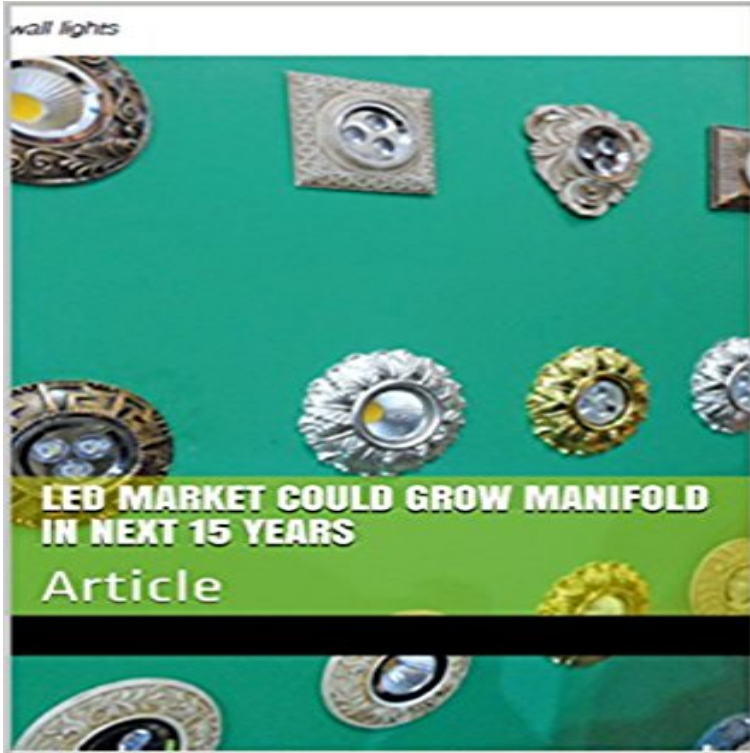 wall lights
LED MARKET COULD GROW MANIFOLD
IN NEXT 15 YEARS
Article